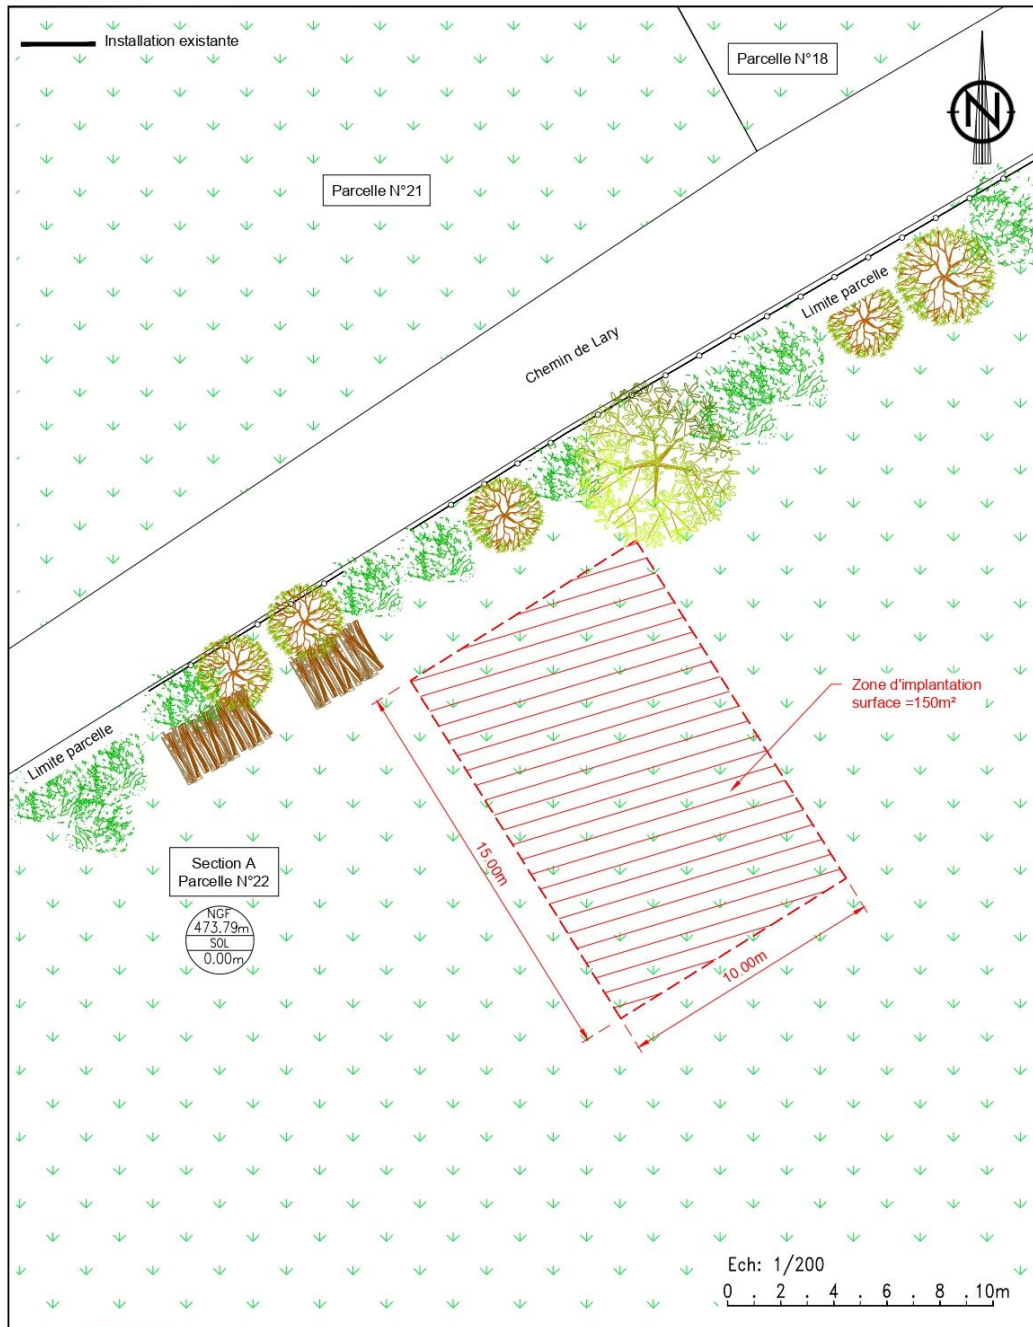 Installation existante
Parcelle N°18
N
Parcelle N°21
Limite parcelle
Chemin de Lary
Zone d'implantation
surface =150m²
Limite parcelle
15.00m
Section A
Parcelle N°22
NGF
473.79m
SOL
0.00m
10.00m
Ech: 1/200
0 . 2 . 4 . 6 . 8 . 10m